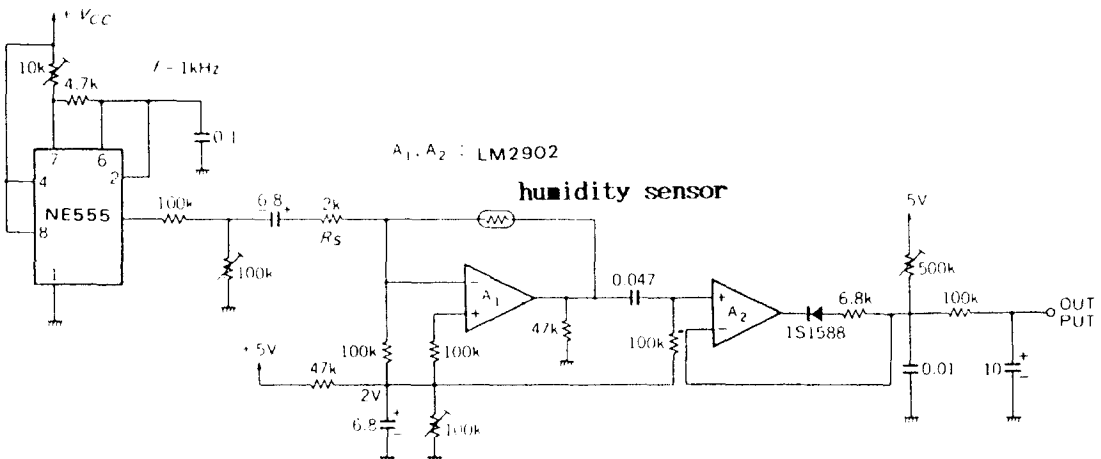 + VCC
10k
4.7k
f = 1kHz
0.1
7
6
4
2
NE555
8
1
A1, A2 : LM2902
humidity sensor
100k
6.8
+
2k
RS
100k
−
A1
+
100k
100k
47k
0.047
100k
+
A2
−
1S1588
6.8k
5V
500k
100k
OUT
PUT
0.01
10
+
−
+5V
47k
2V
6.8
+
−
100k